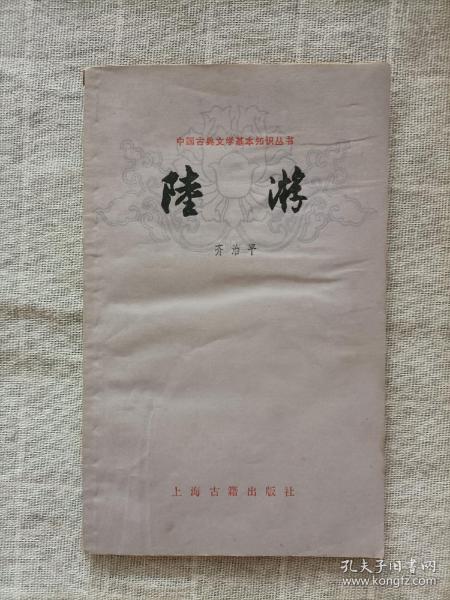 中国古典文学基本知识丛书
陸游
齐治平
上海古籍出版社
孔夫子旧书网
www.kongfz.com